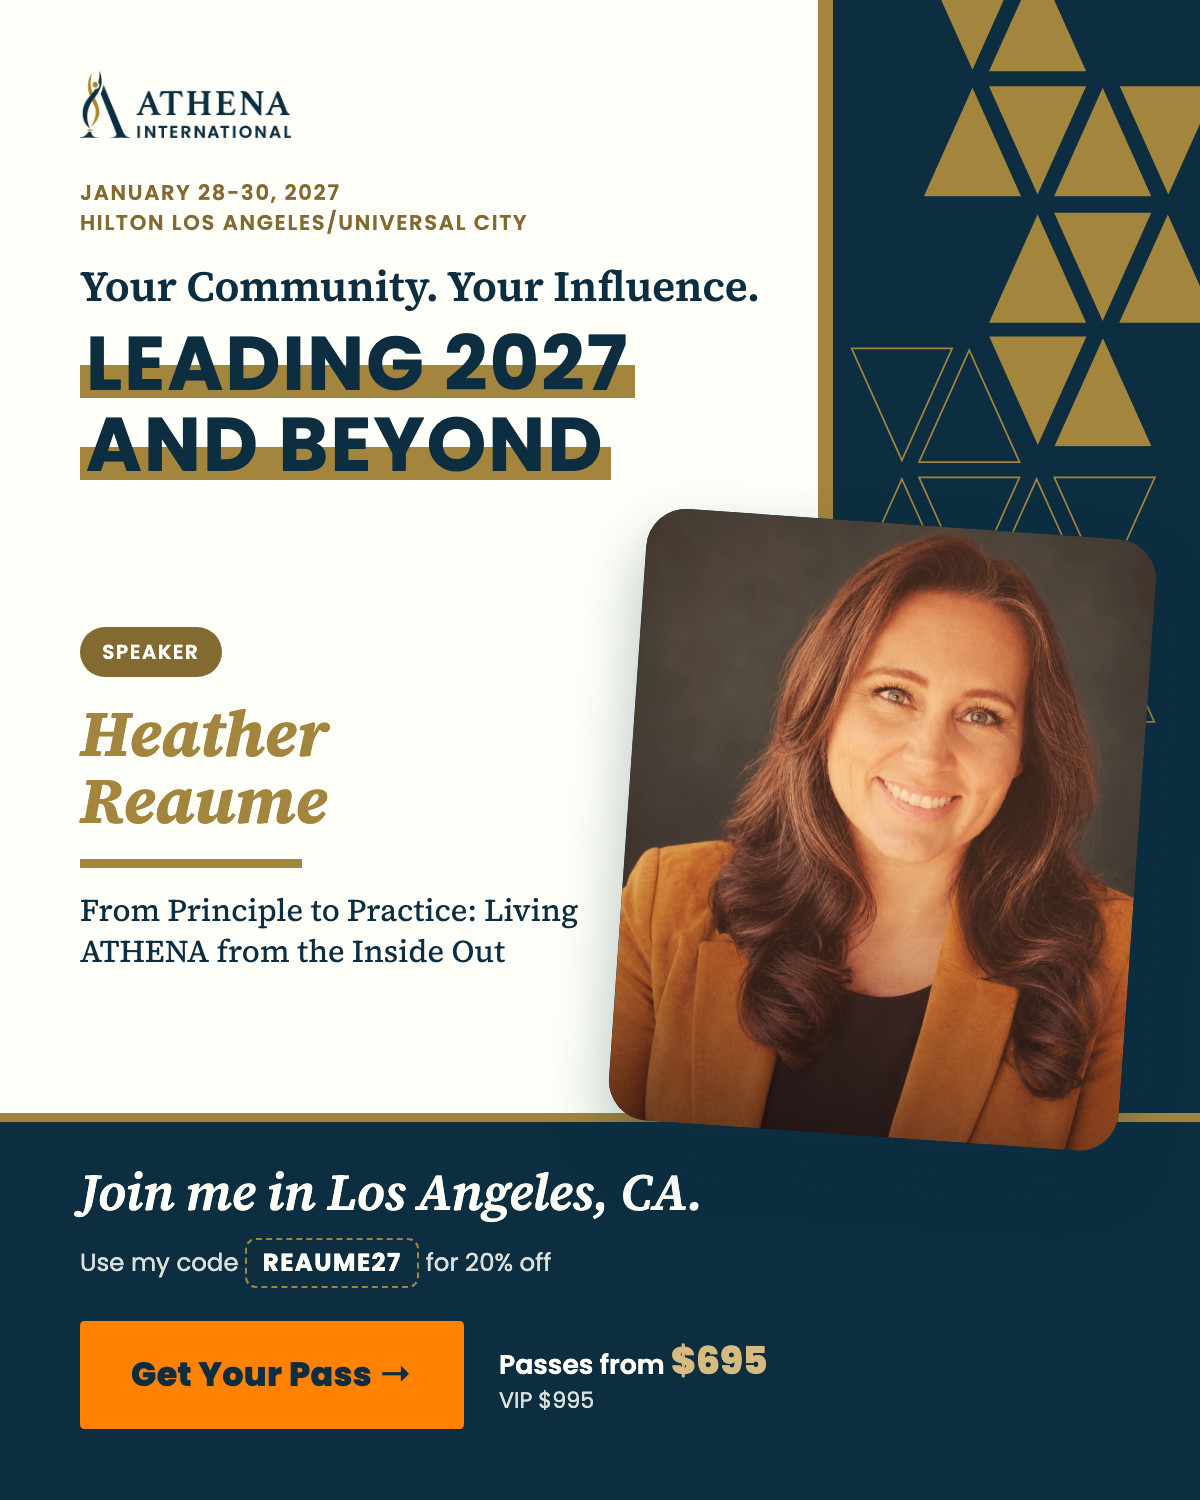 ATHENA
INTERNATIONAL
JANUARY 28-30, 2027
HILTON LOS ANGELES/UNIVERSAL CITY
Your Community. Your Influence.
LEADING 2027
AND BEYOND
SPEAKER
Heather
Reaume
From Principle to Practice: Living
ATHENA from the Inside Out
Join me in Los Angeles, CA.
Use my code REAUME27 for 20% off
Get Your Pass →
Passes from $695
VIP $995